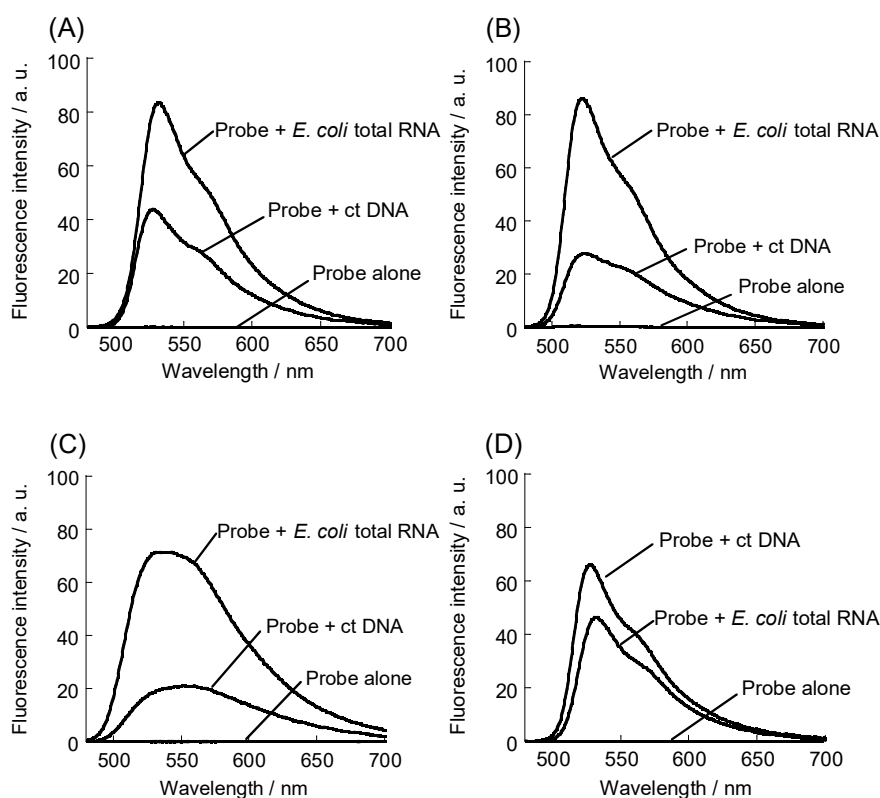 (A)
Fluorescence intensity / a. u.
100
80
60
40
20
0
Probe + E. coli total RNA
Probe + ct DNA
Probe alone
500 550 600 650 700
Wavelength / nm
(B)
Fluorescence intensity / a. u.
100
80
60
40
20
0
Probe + E. coli total RNA
Probe + ct DNA
Probe alone
500 550 600 650 700
Wavelength / nm
(C)
Fluorescence intensity / a. u.
100
80
60
40
20
0
Probe + E. coli total RNA
Probe + ct DNA
Probe alone
500 550 600 650 700
Wavelength / nm
(D)
Fluorescence intensity / a. u.
100
80
60
40
20
0
Probe + ct DNA
Probe + E. coli total RNA
Probe alone
500 550 600 650 700
Wavelength / nm